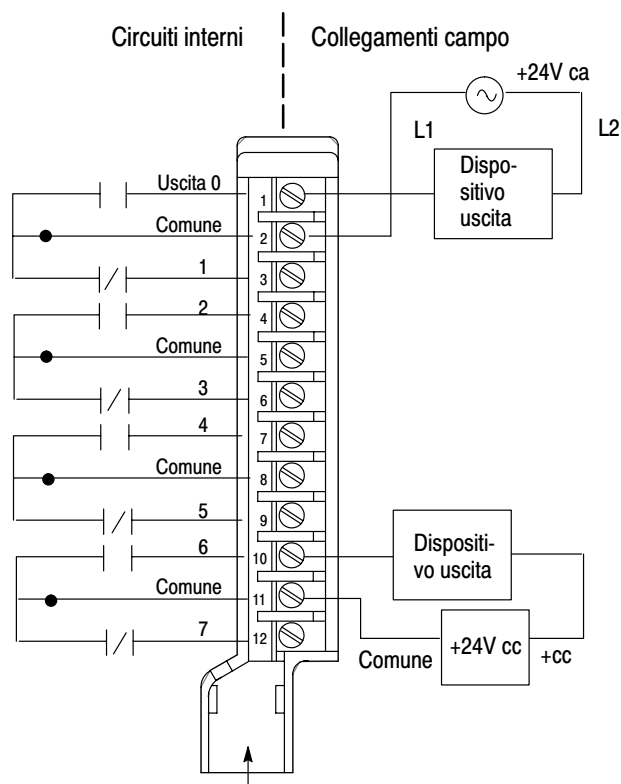 Circuiti interni
Collegamenti campo
+24V ca
L1
L2
Dispo-
sitivo
uscita
Uscita 0
1
Comune
2
1
3
2
4
Comune
5
3
6
4
7
Comune
8
5
9
6
10
Dispositi-
vo uscita
Comune
11
7
12
Comune
+24V cc
+cc